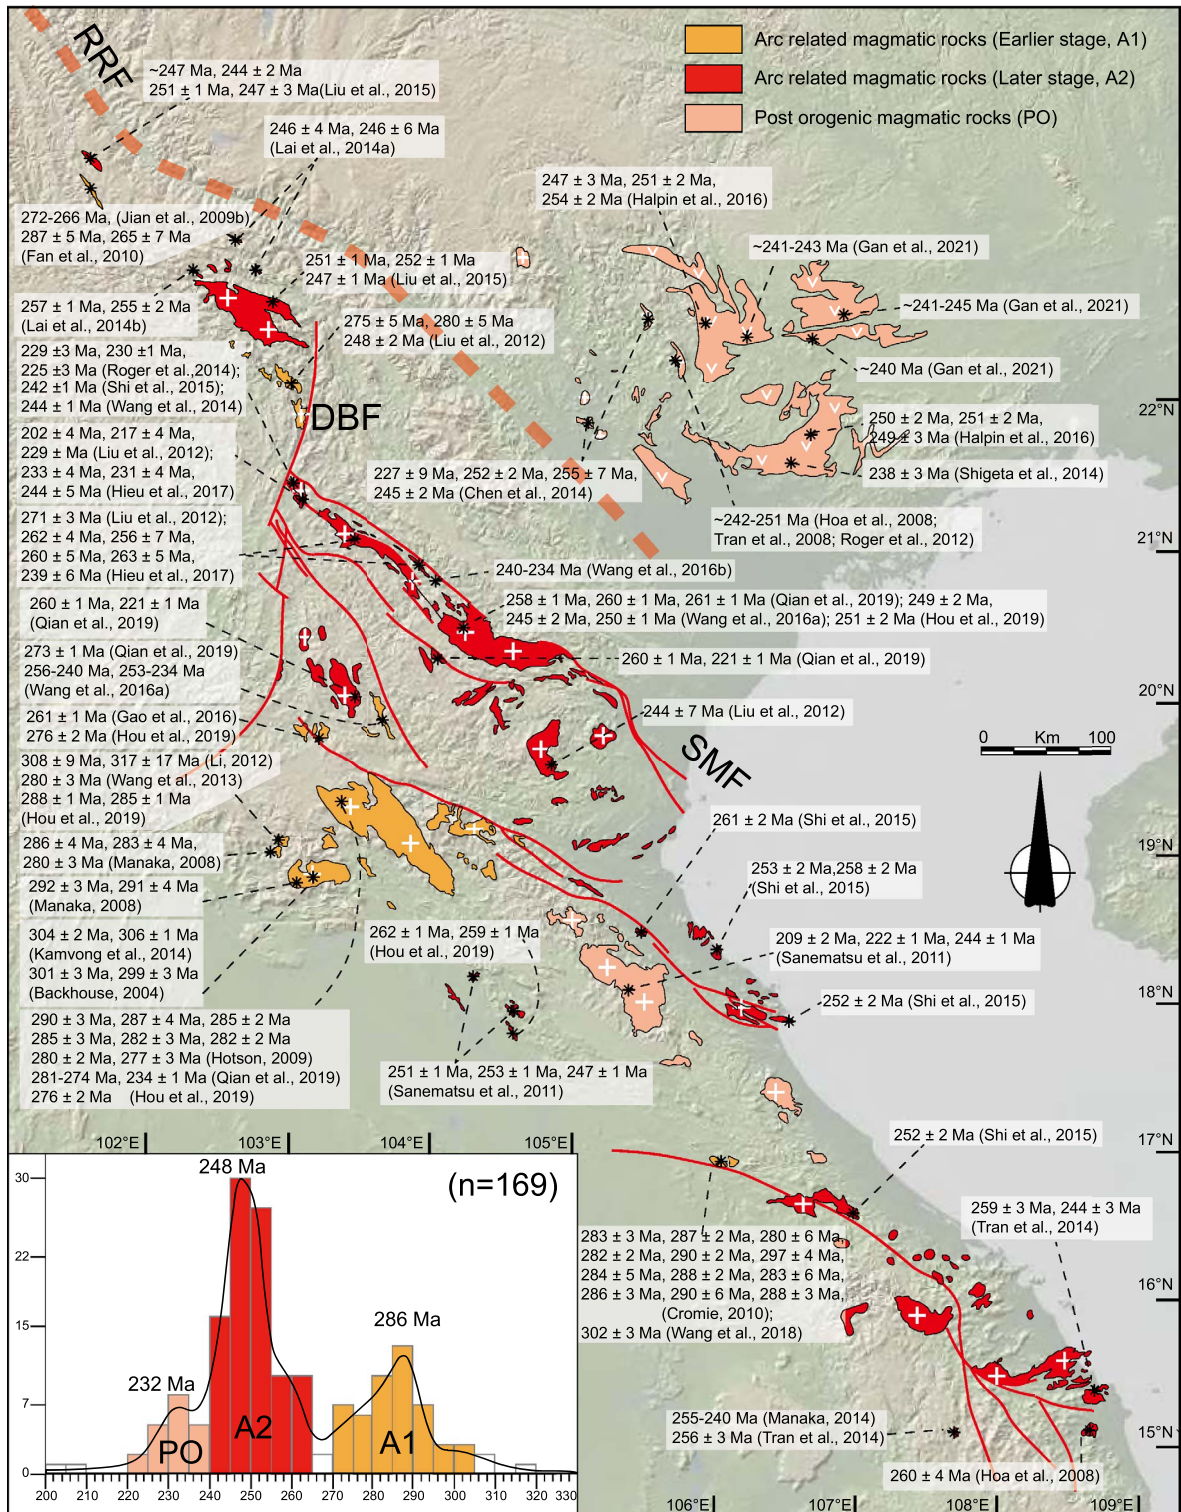 RRF
Arc related magmatic rocks (Earlier stage, A1)
Arc related magmatic rocks (Later stage, A2)
Post orogenic magmatic rocks (PO)
~247 Ma, 244 ± 2 Ma
251 ± 1 Ma, 247 ± 3 Ma(Liu et al., 2015)
246 ± 4 Ma, 246 ± 6 Ma
(Lai et al., 2014a)
247 ± 3 Ma, 251 ± 2 Ma,
254 ± 2 Ma (Halpin et al., 2016)
272-266 Ma, (Jian et al., 2009b)
287 ± 5 Ma, 265 ± 7 Ma
(Fan et al., 2010)
251 ± 1 Ma, 252 ± 1 Ma
247 ± 1 Ma (Liu et al., 2015)
~241-243 Ma (Gan et al., 2021)
~241-245 Ma (Gan et al., 2021)
~240 Ma (Gan et al., 2021)
257 ± 1 Ma, 255 ± 2 Ma
(Lai et al., 2014b)
275 ± 5 Ma, 280 ± 5 Ma
248 ± 2 Ma (Liu et al., 2012)
229 ±3 Ma, 230 ±1 Ma,
225 ±3 Ma (Roger et al.,2014);
242 ±1 Ma (Shi et al., 2015);
244 ± 1 Ma (Wang et al., 2014)
DBF
22°N
250 ± 2 Ma, 251 ± 2 Ma,
249 ± 3 Ma (Halpin et al., 2016)
238 ± 3 Ma (Shigeta et al., 2014)
202 ± 4 Ma, 217 ± 4 Ma,
229 ± Ma (Liu et al., 2012);
233 ± 4 Ma, 231 ± 4 Ma,
244 ± 5 Ma (Hieu et al., 2017)
227 ± 9 Ma, 252 ± 2 Ma, 255 ± 7 Ma,
245 ± 2 Ma (Chen et al., 2014)
~242-251 Ma (Hoa et al., 2008;
Tran et al., 2008; Roger et al., 2012)
271 ± 3 Ma (Liu et al., 2012);
262 ± 4 Ma, 256 ± 7 Ma,
260 ± 5 Ma, 263 ± 5 Ma,
239 ± 6 Ma (Hieu et al., 2017)
21°N
240-234 Ma (Wang et al., 2016b)
258 ± 1 Ma, 260 ± 1 Ma, 261 ± 1 Ma (Qian et al., 2019); 249 ± 2 Ma,
245 ± 2 Ma, 250 ± 1 Ma (Wang et al., 2016a); 251 ± 2 Ma (Hou et al., 2019)
260 ± 1 Ma, 221 ± 1 Ma
(Qian et al., 2019)
260 ± 1 Ma, 221 ± 1 Ma (Qian et al., 2019)
273 ± 1 Ma (Qian et al., 2019)
256-240 Ma, 253-234 Ma
(Wang et al., 2016a)
20°N
244 ± 7 Ma (Liu et al., 2012)
261 ± 1 Ma (Gao et al., 2016)
276 ± 2 Ma (Hou et al., 2019)
SMF
0 Km 100
308 ± 9 Ma, 317 ± 17 Ma (Li, 2012)
280 ± 3 Ma (Wang et al., 2013)
288 ± 1 Ma, 285 ± 1 Ma
(Hou et al., 2019)
261 ± 2 Ma (Shi et al., 2015)
286 ± 4 Ma, 283 ± 4 Ma,
280 ± 3 Ma (Manaka, 2008)
19°N
253 ± 2 Ma,258 ± 2 Ma
(Shi et al., 2015)
292 ± 3 Ma, 291 ± 4 Ma
(Manaka, 2008)
304 ± 2 Ma, 306 ± 1 Ma
(Kamvong et al., 2014)
301 ± 3 Ma, 299 ± 3 Ma
(Backhouse, 2004)
262 ± 1 Ma, 259 ± 1 Ma
(Hou et al., 2019)
209 ± 2 Ma, 222 ± 1 Ma, 244 ± 1 Ma
(Sanematsu et al., 2011)
18°N
252 ± 2 Ma (Shi et al., 2015)
290 ± 3 Ma, 287 ± 4 Ma, 285 ± 2 Ma
285 ± 3 Ma, 282 ± 3 Ma, 282 ± 2 Ma
280 ± 2 Ma, 277 ± 3 Ma (Hotson, 2009)
281-274 Ma, 234 ± 1 Ma (Qian et al., 2019)
276 ± 2 Ma (Hou et al., 2019)
251 ± 1 Ma, 253 ± 1 Ma, 247 ± 1 Ma
(Sanematsu et al., 2011)
102°E 103°E 104°E 105°E
17°N
252 ± 2 Ma (Shi et al., 2015)
259 ± 3 Ma, 244 ± 3 Ma
(Tran et al., 2014)
283 ± 3 Ma, 287 ± 2 Ma, 280 ± 6 Ma,
282 ± 2 Ma, 290 ± 2 Ma, 297 ± 4 Ma,
284 ± 5 Ma, 288 ± 2 Ma, 283 ± 6 Ma,
286 ± 3 Ma, 290 ± 6 Ma, 288 ± 3 Ma,
(Cromie, 2010);
302 ± 3 Ma (Wang et al., 2018)
16°N
255-240 Ma (Manaka, 2014)
256 ± 3 Ma (Tran et al., 2014)
15°N
260 ± 4 Ma (Hoa et al., 2008)
106°E 107°E 108°E 109°E
248 Ma
(n=169)
286 Ma
232 Ma
PO
A2
A1
30
22
15
7
0
200 210 220 230 240 250 260 270 280 290 300 310 320 330